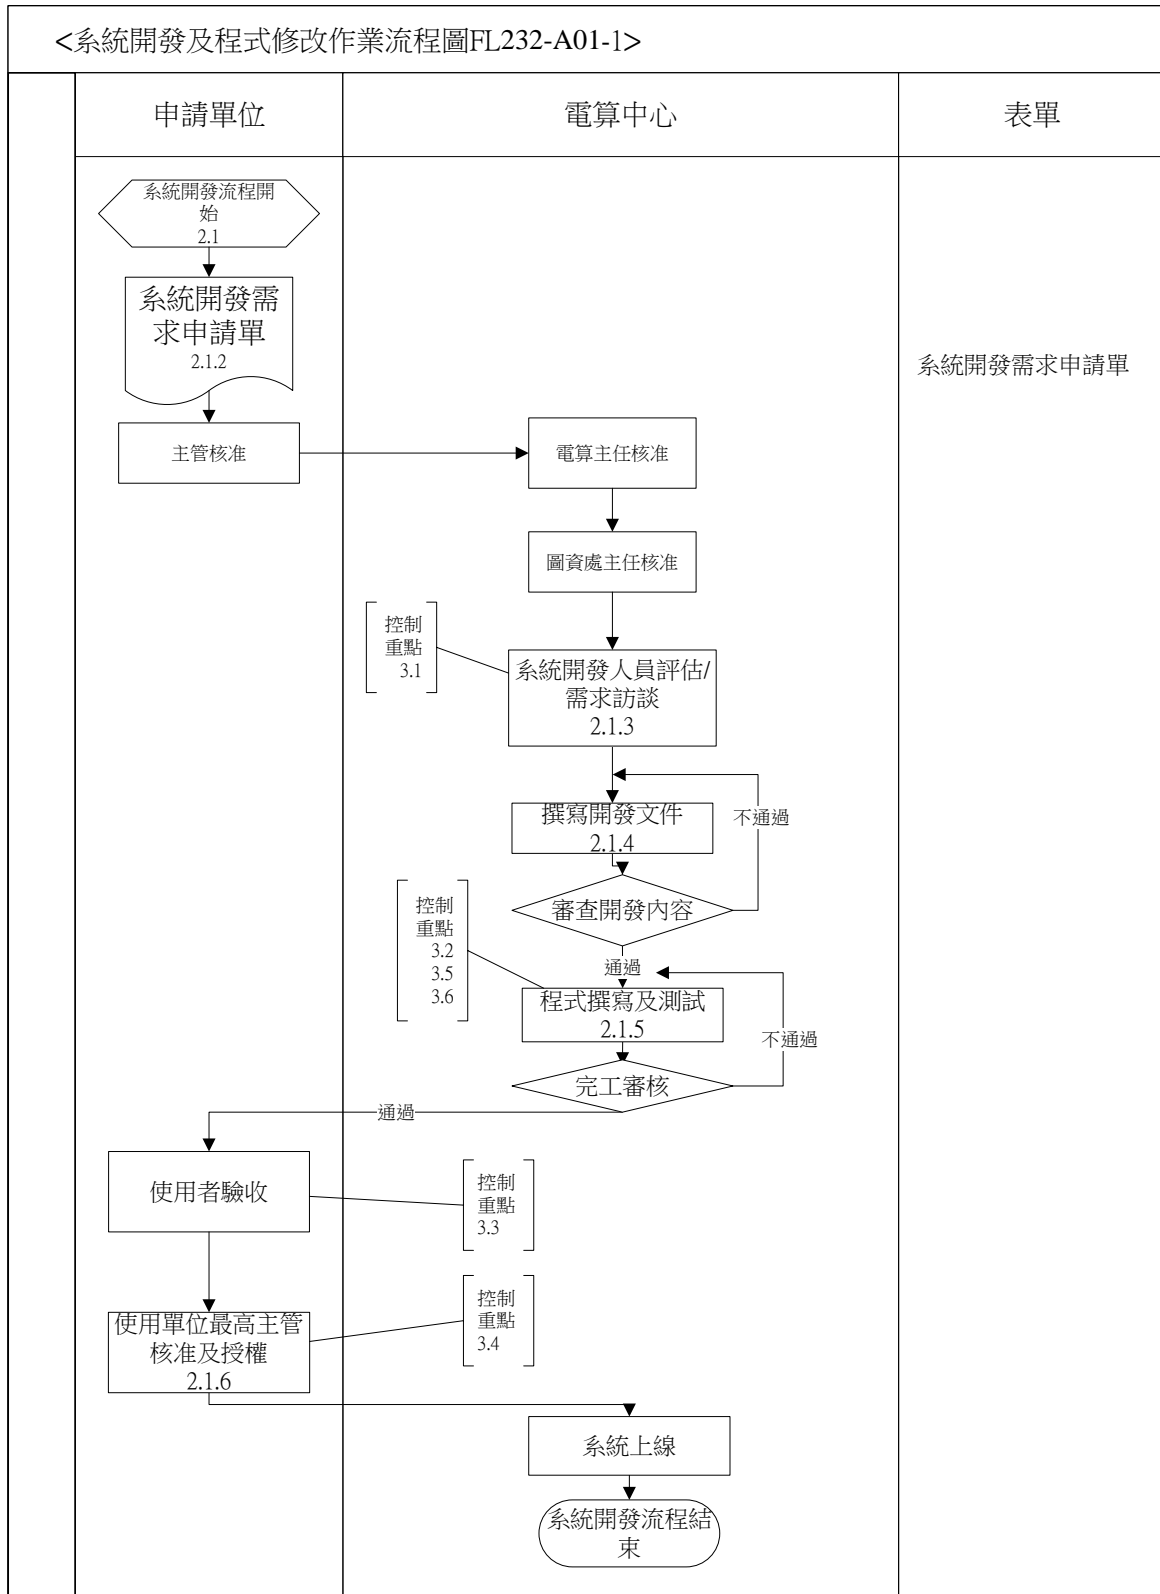 <系統開發及程式修改作業流程圖FL232-A01-1>
申請單位
電算中心
表單
系統開發流程開
始
2.1
系統開發需
求申請單
2.1.2
系統開發需求申請單
主管核准
電算主任核准
圖資處主任核准
控制
重點
3.1
系統開發人員評估/
需求訪談
2.1.3
撰寫開發文件
2.1.4
不通過
審查開發內容
控制
重點
3.2
3.5
3.6
通過
程式撰寫及測試
2.1.5
不通過
完工審核
通過
使用者驗收
控制
重點
3.3
控制
重點
3.4
使用單位最高主管
核准及授權
2.1.6
系統上線
系統開發流程結
束